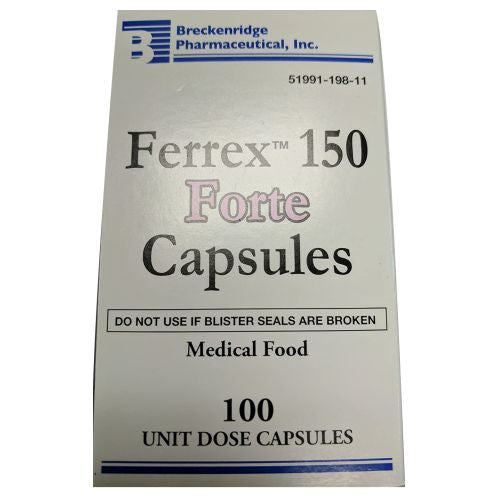 B
Breckenridge
Pharmaceutical, Inc.
51991-198-11
Ferrex™ 150
Forte
Capsules
DO NOT USE IF BLISTER SEALS ARE BROKEN
Medical Food
100
UNIT DOSE CAPSULES